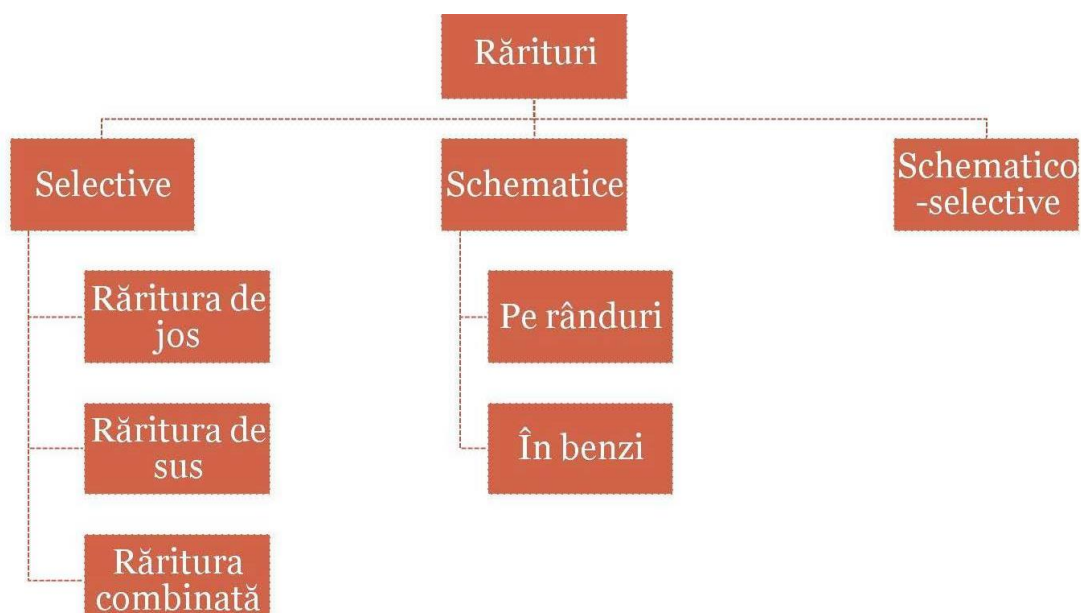 Rărituri
Selective
Schematice
Schematico
-selective
Răritura de
jos
Pe rânduri
Răritura de
sus
În benzi
Răritura
combinată